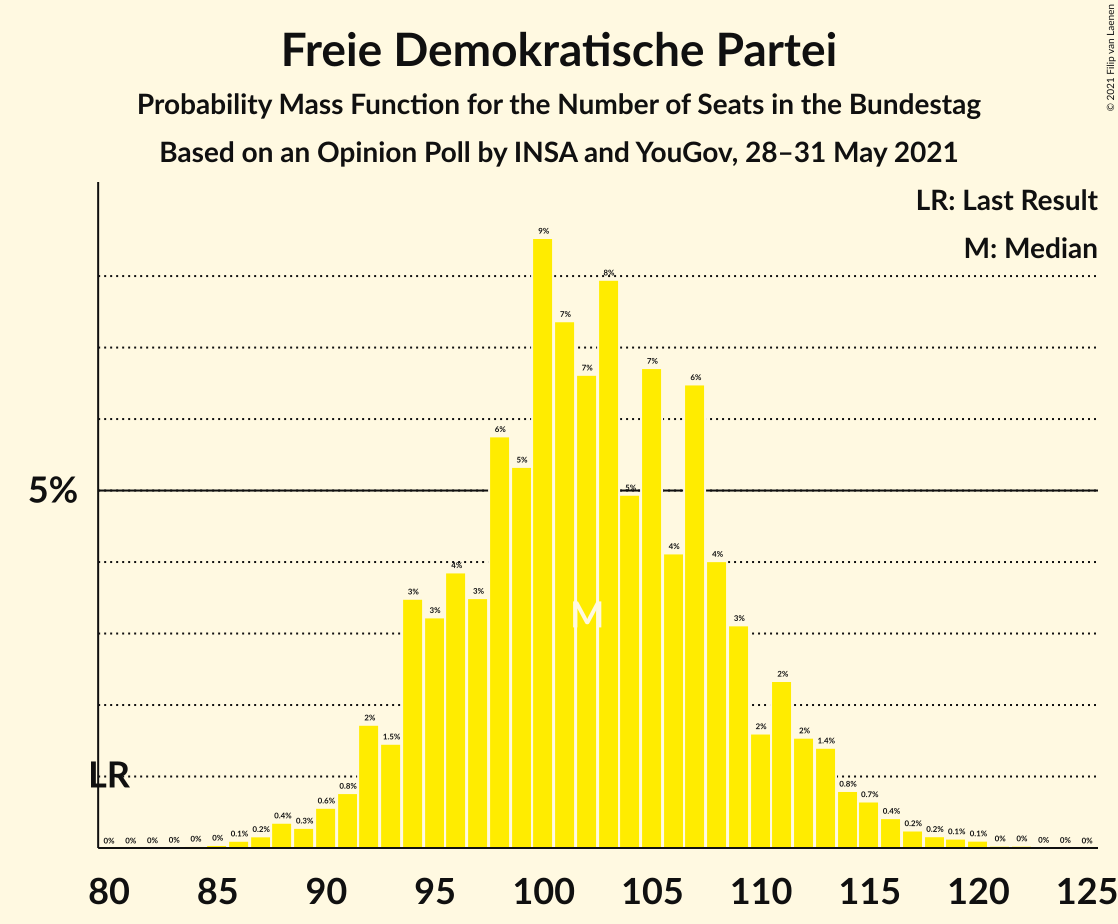 Freie Demokratische Partei
Probability Mass Function for the Number of Seats in the Bundestag
Based on an Opinion Poll by INSA and YouGov, 28–31 May 2021
© 2021 Filip van Laenen
LR: Last Result
M: Median
5%
LR
M
0% 0% 0% 0% 0% 0% 0.1% 0.2% 0.4% 0.3% 0.6% 0.8% 2% 1.5% 3% 3% 4% 3% 6% 5% 9% 7% 7% 8% 5% 7% 4% 6% 4% 3% 2% 2% 2% 1.4% 0.8% 0.7% 0.4% 0.2% 0.2% 0.1% 0.1% 0% 0% 0% 0% 0%
80 85 90 95 100 105 110 115 120 125